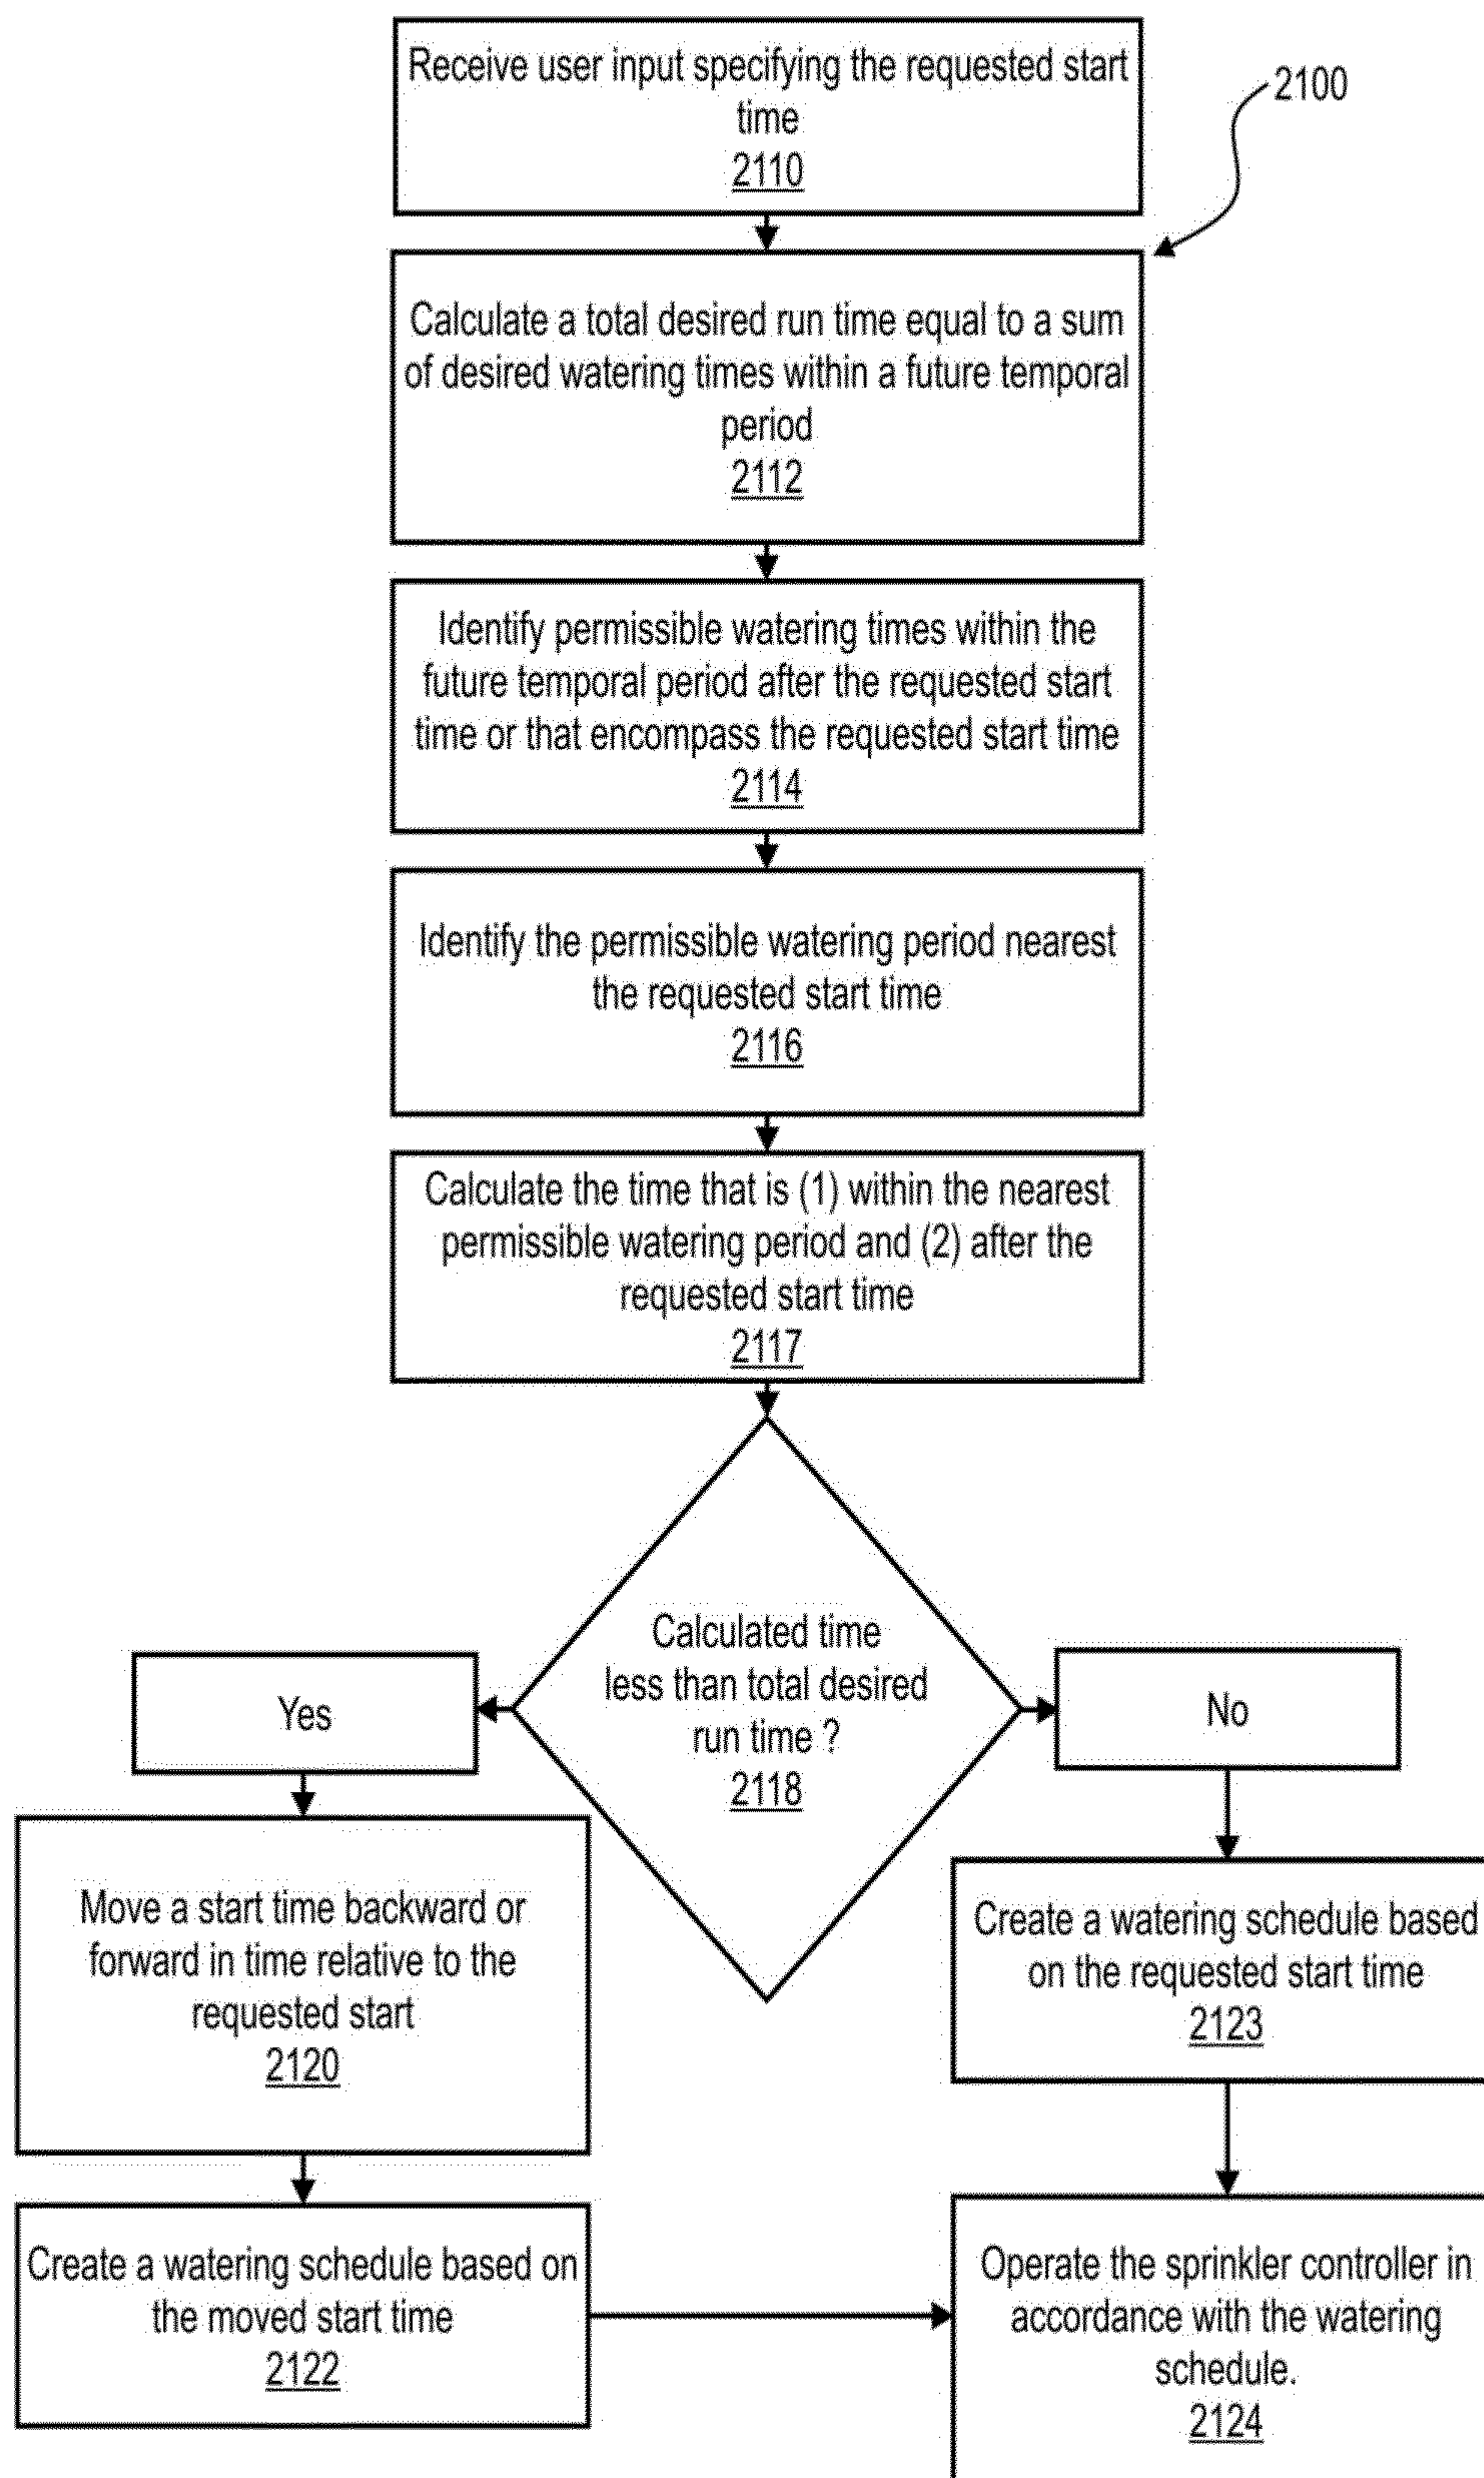 Receive user input specifying the requested start
time
2110
2100
Calculate a total desired run time equal to a sum
of desired watering times within a future temporal
period
2112
Identify permissible watering times within the
future temporal period after the requested start
time or that encompass the requested start time
2114
Identify the permissible watering period nearest
the requested start time
2116
Calculate the time that is (1) within the nearest
permissible watering period and (2) after the
requested start time
2117
Calculated time
less than total desired
run time ?
2118
Yes
No
Move a start time backward or
forward in time relative to the
requested start
2120
Create a watering schedule based
on the requested start time
2123
Create a watering schedule based on
the moved start time
2122
Operate the sprinkler controller in
accordance with the watering
schedule.
2124